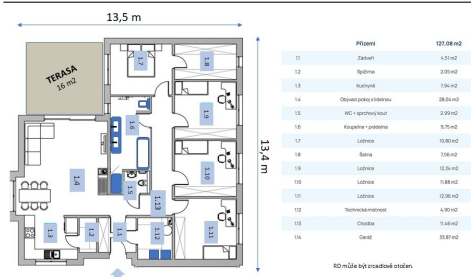 13,5 m
TERASA
16 m2
13,4 m
1.7
1.8
1.6
1.9
1.4
1.5
1.10
1.13
1.3
1.2
1.1
1.12
1.11
Přízemí 127,08 m2
1.1 Zádveří 4,51 m2
1.2 Spižírna 2,05 m2
1.3 Kuchyně 7,94 m2
1.4 Obývací pokoj s jídelnou 28,04 m2
1.5 WC + sprchový kout 2,99 m2
1.6 Koupelna + prádelna 9,75 m2
1.7 Ložnice 10,80 m2
1.8 Šatna 7,56 m2
1.9 Ložnice 12,24 m2
1.10 Ložnice 11,88 m2
1.11 Ložnice 12,96 m2
1.12 Technická místnost 4,90 m2
1.13 Chodba 11,46 m2
1.14 Garáž 33,87 m2
RD může být zrcadlově otočen.